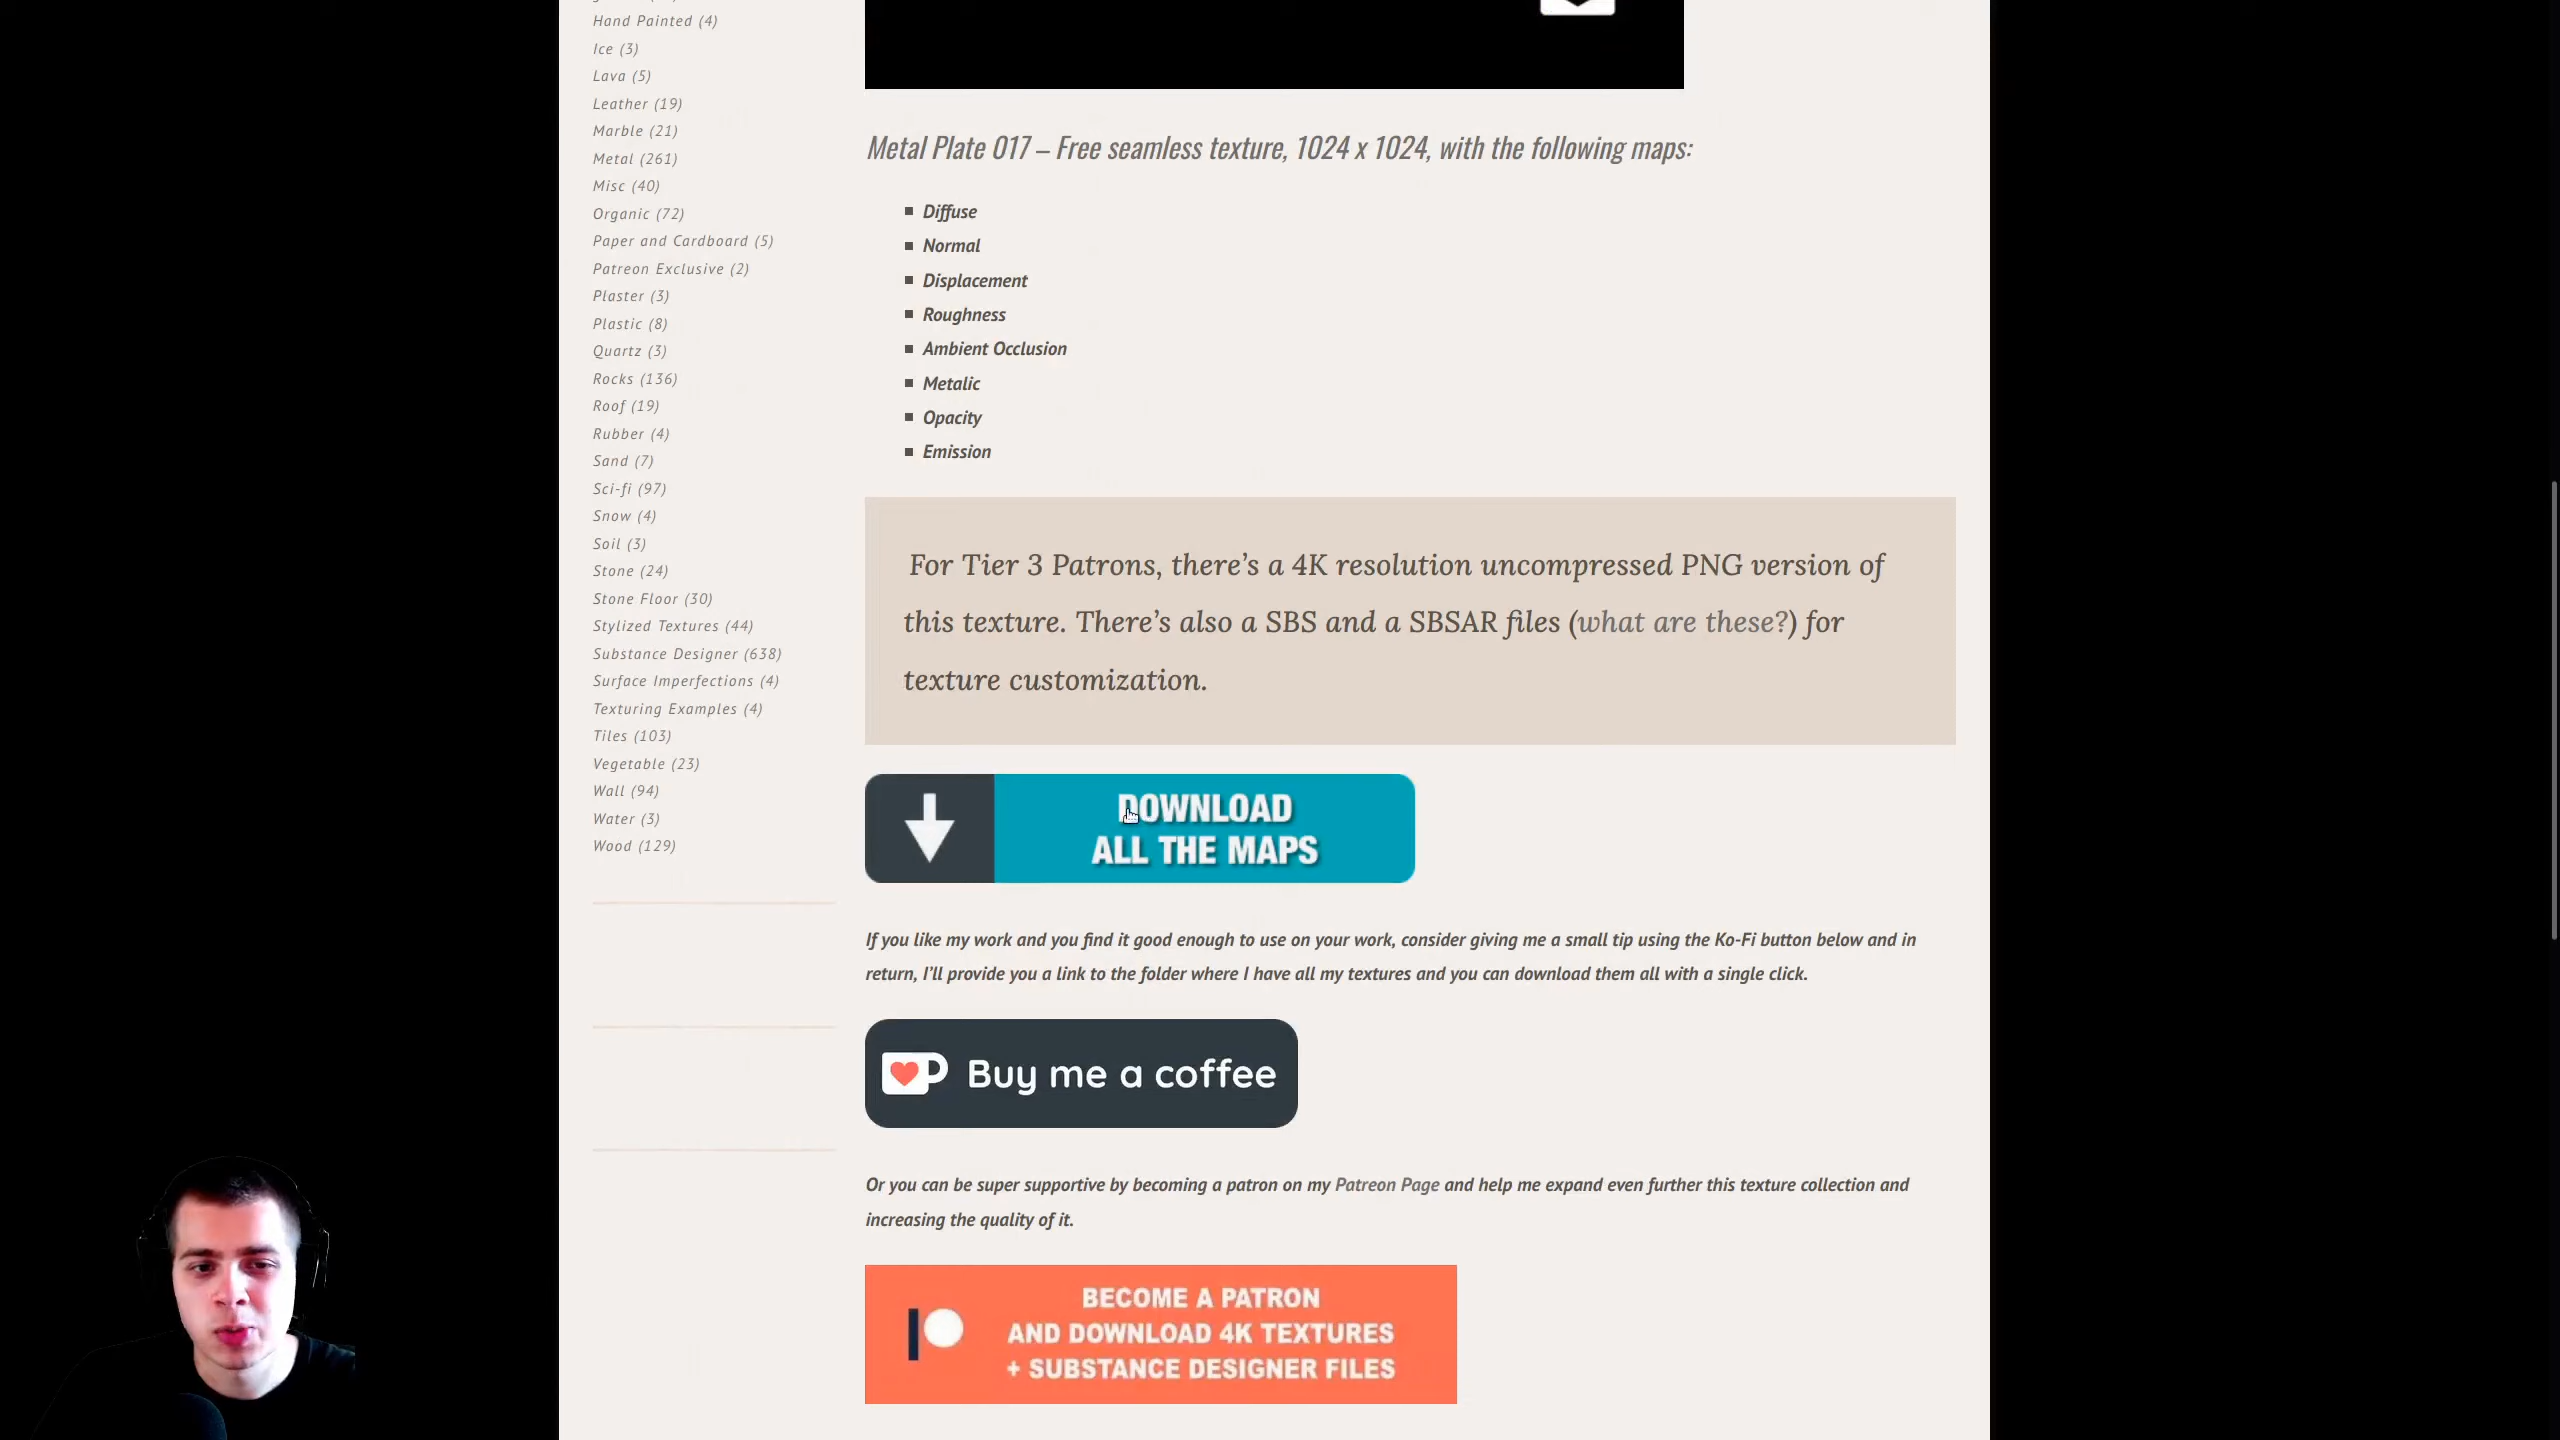 Hand Painted (4)
Ice (3)
Lava (5)
Leather (19)
Marble (21)
Metal (261)
Misc (40)
Organic (72)
Paper and Cardboard (5)
Patreon Exclusive (2)
Plaster (3)
Plastic (8)
Quartz (3)
Rocks (136)
Roof (19)
Rubber (4)
Sand (7)
Sci-fi (97)
Snow (4)
Soil (3)
Stone (24)
Stone Floor (30)
Stylized Textures (44)
Substance Designer (638)
Surface Imperfections (4)
Texturing Examples (4)
Tiles (103)
Vegetable (23)
Wall (94)
Water (3)
Wood (129)
Metal Plate 017 – Free seamless texture, 1024 x 1024, with the following maps:
Diffuse
Normal
Displacement
Roughness
Ambient Occlusion
Metalic
Opacity
Emission
For Tier 3 Patrons, there’s a 4K resolution uncompressed PNG version of
this texture. There’s also a SBS and a SBSAR files (what are these?) for
texture customization.
DOWNLOAD
ALL THE MAPS
If you like my work and you find it good enough to use on your work, consider giving me a small tip using the Ko-Fi button below and in
return, I’ll provide you a link to the folder where I have all my textures and you can download them all with a single click.
Buy me a coffee
Or you can be super supportive by becoming a patron on my Patreon Page and help me expand even further this texture collection and
increasing the quality of it.
BECOME A PATRON
AND DOWNLOAD 4K TEXTURES
+ SUBSTANCE DESIGNER FILES